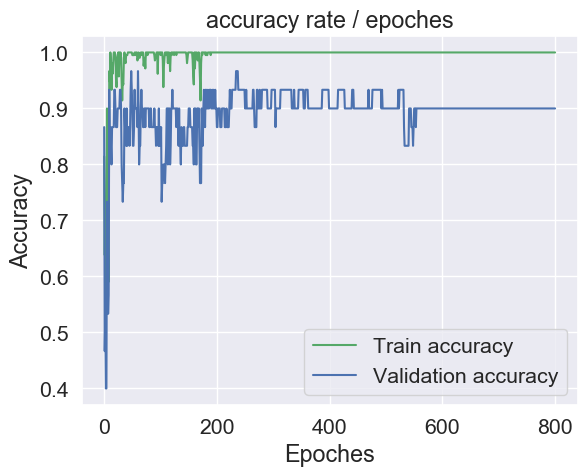 accuracy rate / epoches
1.0
0.9
0.8
0.7
0.6
0.5
0.4
Accuracy
Train accuracy
Validation accuracy
0 200 400 600 800
Epoches